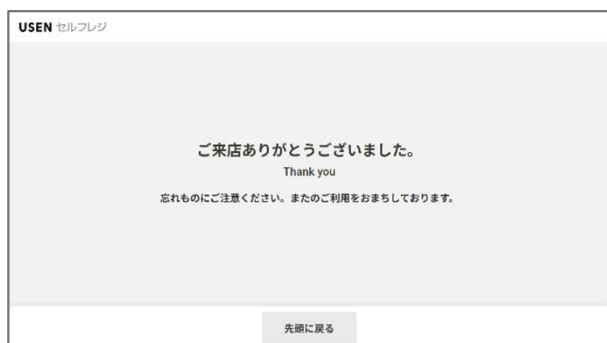 USEN セルフレジ
ご来店ありがとうございました。
Thank you
忘れものにご注意ください。またのご利用をおまちしております。
先頭に戻る